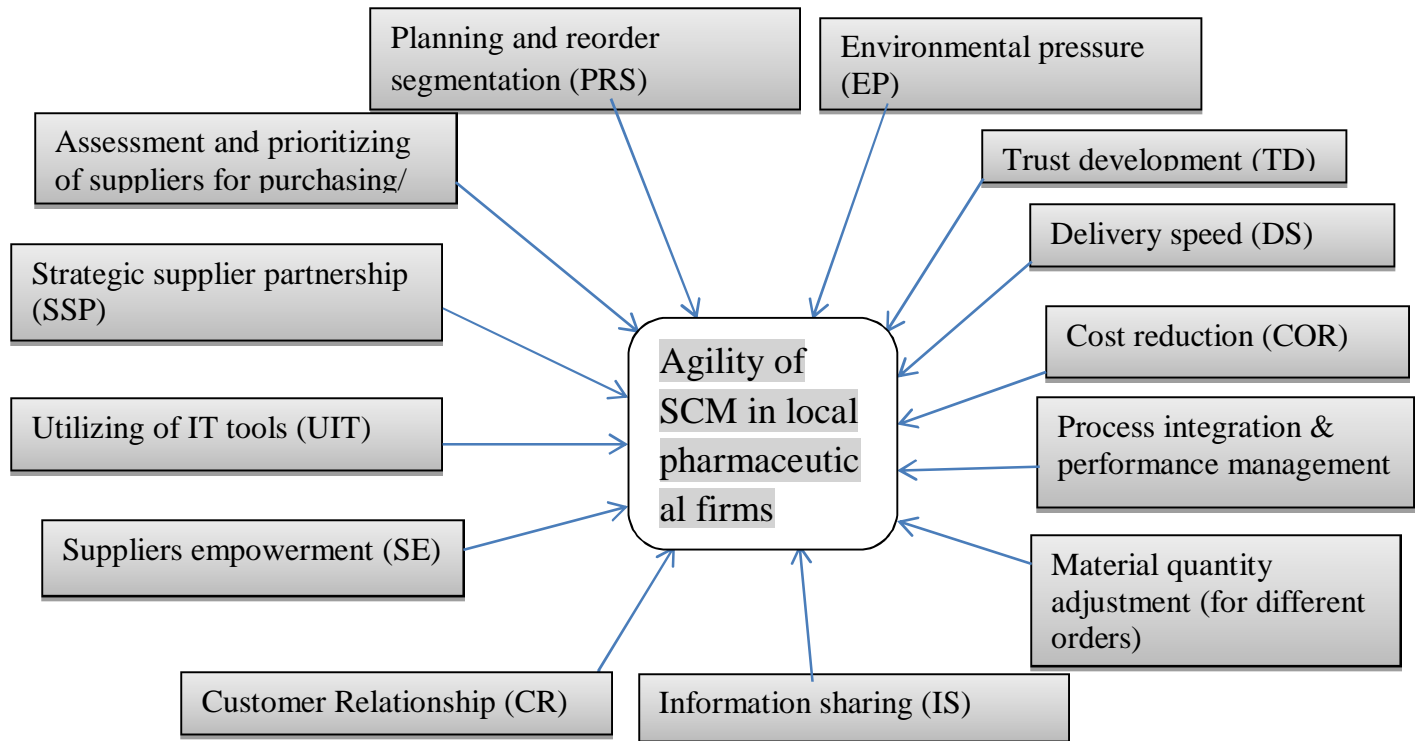 Planning and reorder
segmentation (PRS)
Environmental pressure
(EP)
Assessment and prioritizing
of suppliers for purchasing/
Trust development (TD)
Delivery speed (DS)
Strategic supplier partnership
(SSP)
Cost reduction (COR)
Agility of
SCM in local
pharmaceutic
al firms
Utilizing of IT tools (UIT)
Process integration &
performance management
Suppliers empowerment (SE)
Material quantity
adjustment (for different
orders)
Customer Relationship (CR)
Information sharing (IS)